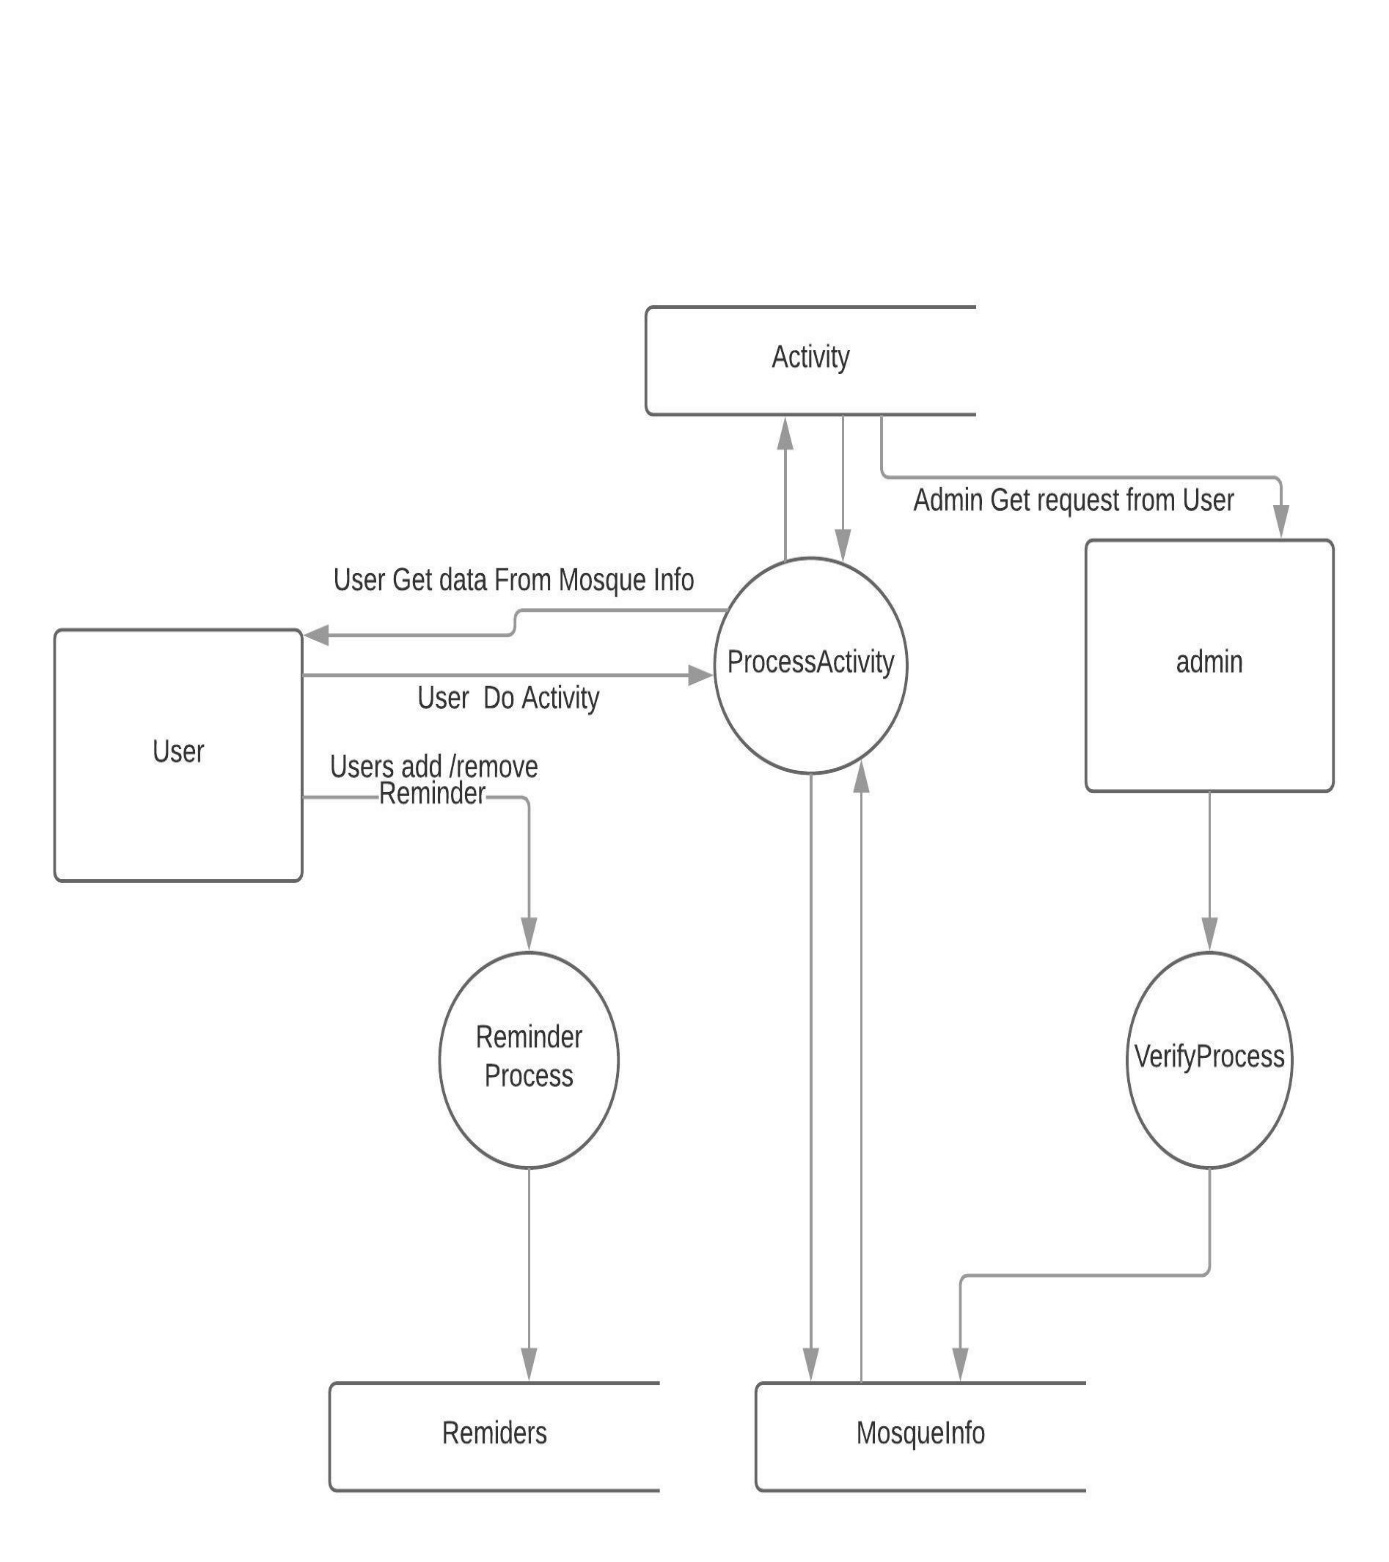 Activity
Admin Get request from User
User Get data From Mosque Info
ProcessActivity
admin
User  Do Activity
User
Users add /remove
Reminder
Reminder
Process
VerifyProcess
Remiders
MosqueInfo